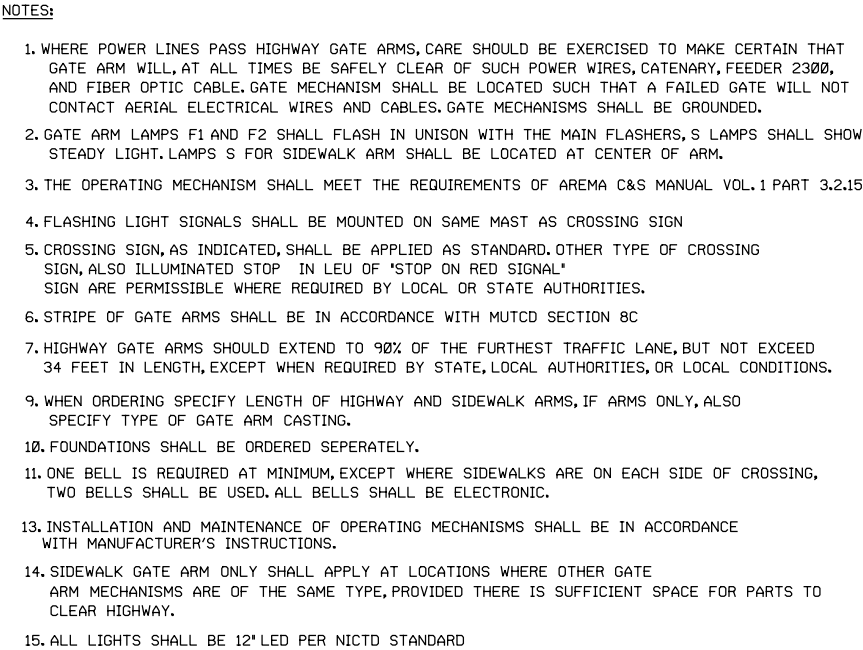 NOTES:
1. WHERE POWER LINES PASS HIGHWAY GATE ARMS, CARE SHOULD BE EXERCISED TO MAKE CERTAIN THAT
GATE ARM WILL, AT ALL TIMES BE SAFELY CLEAR OF SUCH POWER WIRES, CATENARY, FEEDER 2300,
AND FIBER OPTIC CABLE. GATE MECHANISM SHALL BE LOCATED SUCH THAT A FAILED GATE WILL NOT
CONTACT AERIAL ELECTRICAL WIRES AND CABLES. GATE MECHANISMS SHALL BE GROUNDED.
2. GATE ARM LAMPS F1 AND F2 SHALL FLASH IN UNISON WITH THE MAIN FLASHERS, S LAMPS SHALL SHOW
STEADY LIGHT. LAMPS S FOR SIDEWALK ARM SHALL BE LOCATED AT CENTER OF ARM.
3. THE OPERATING MECHANISM SHALL MEET THE REQUIREMENTS OF AREMA C&S MANUAL VOL. 1 PART 3.2.15
4. FLASHING LIGHT SIGNALS SHALL BE MOUNTED ON SAME MAST AS CROSSING SIGN
5. CROSSING SIGN, AS INDICATED, SHALL BE APPLIED AS STANDARD. OTHER TYPE OF CROSSING
SIGN, ALSO ILLUMINATED STOP IN LEU OF "STOP ON RED SIGNAL"
SIGN ARE PERMISSIBLE WHERE REQUIRED BY LOCAL OR STATE AUTHORITIES.
6. STRIPE OF GATE ARMS SHALL BE IN ACCORDANCE WITH MUTCD SECTION 8C
7. HIGHWAY GATE ARMS SHOULD EXTEND TO 90% OF THE FURTHEST TRAFFIC LANE, BUT NOT EXCEED
34 FEET IN LENGTH, EXCEPT WHEN REQUIRED BY STATE, LOCAL AUTHORITIES, OR LOCAL CONDITIONS.
9. WHEN ORDERING SPECIFY LENGTH OF HIGHWAY AND SIDEWALK ARMS, IF ARMS ONLY, ALSO
SPECIFY TYPE OF GATE ARM CASTING.
10. FOUNDATIONS SHALL BE ORDERED SEPERATELY.
11. ONE BELL IS REQUIRED AT MINIMUM, EXCEPT WHERE SIDEWALKS ARE ON EACH SIDE OF CROSSING,
TWO BELLS SHALL BE USED. ALL BELLS SHALL BE ELECTRONIC.
13. INSTALLATION AND MAINTENANCE OF OPERATING MECHANISMS SHALL BE IN ACCORDANCE
WITH MANUFACTURER'S INSTRUCTIONS.
14. SIDEWALK GATE ARM ONLY SHALL APPLY AT LOCATIONS WHERE OTHER GATE
ARM MECHANISMS ARE OF THE SAME TYPE, PROVIDED THERE IS SUFFICIENT SPACE FOR PARTS TO
CLEAR HIGHWAY.
15. ALL LIGHTS SHALL BE 12" LED PER NICTD STANDARD